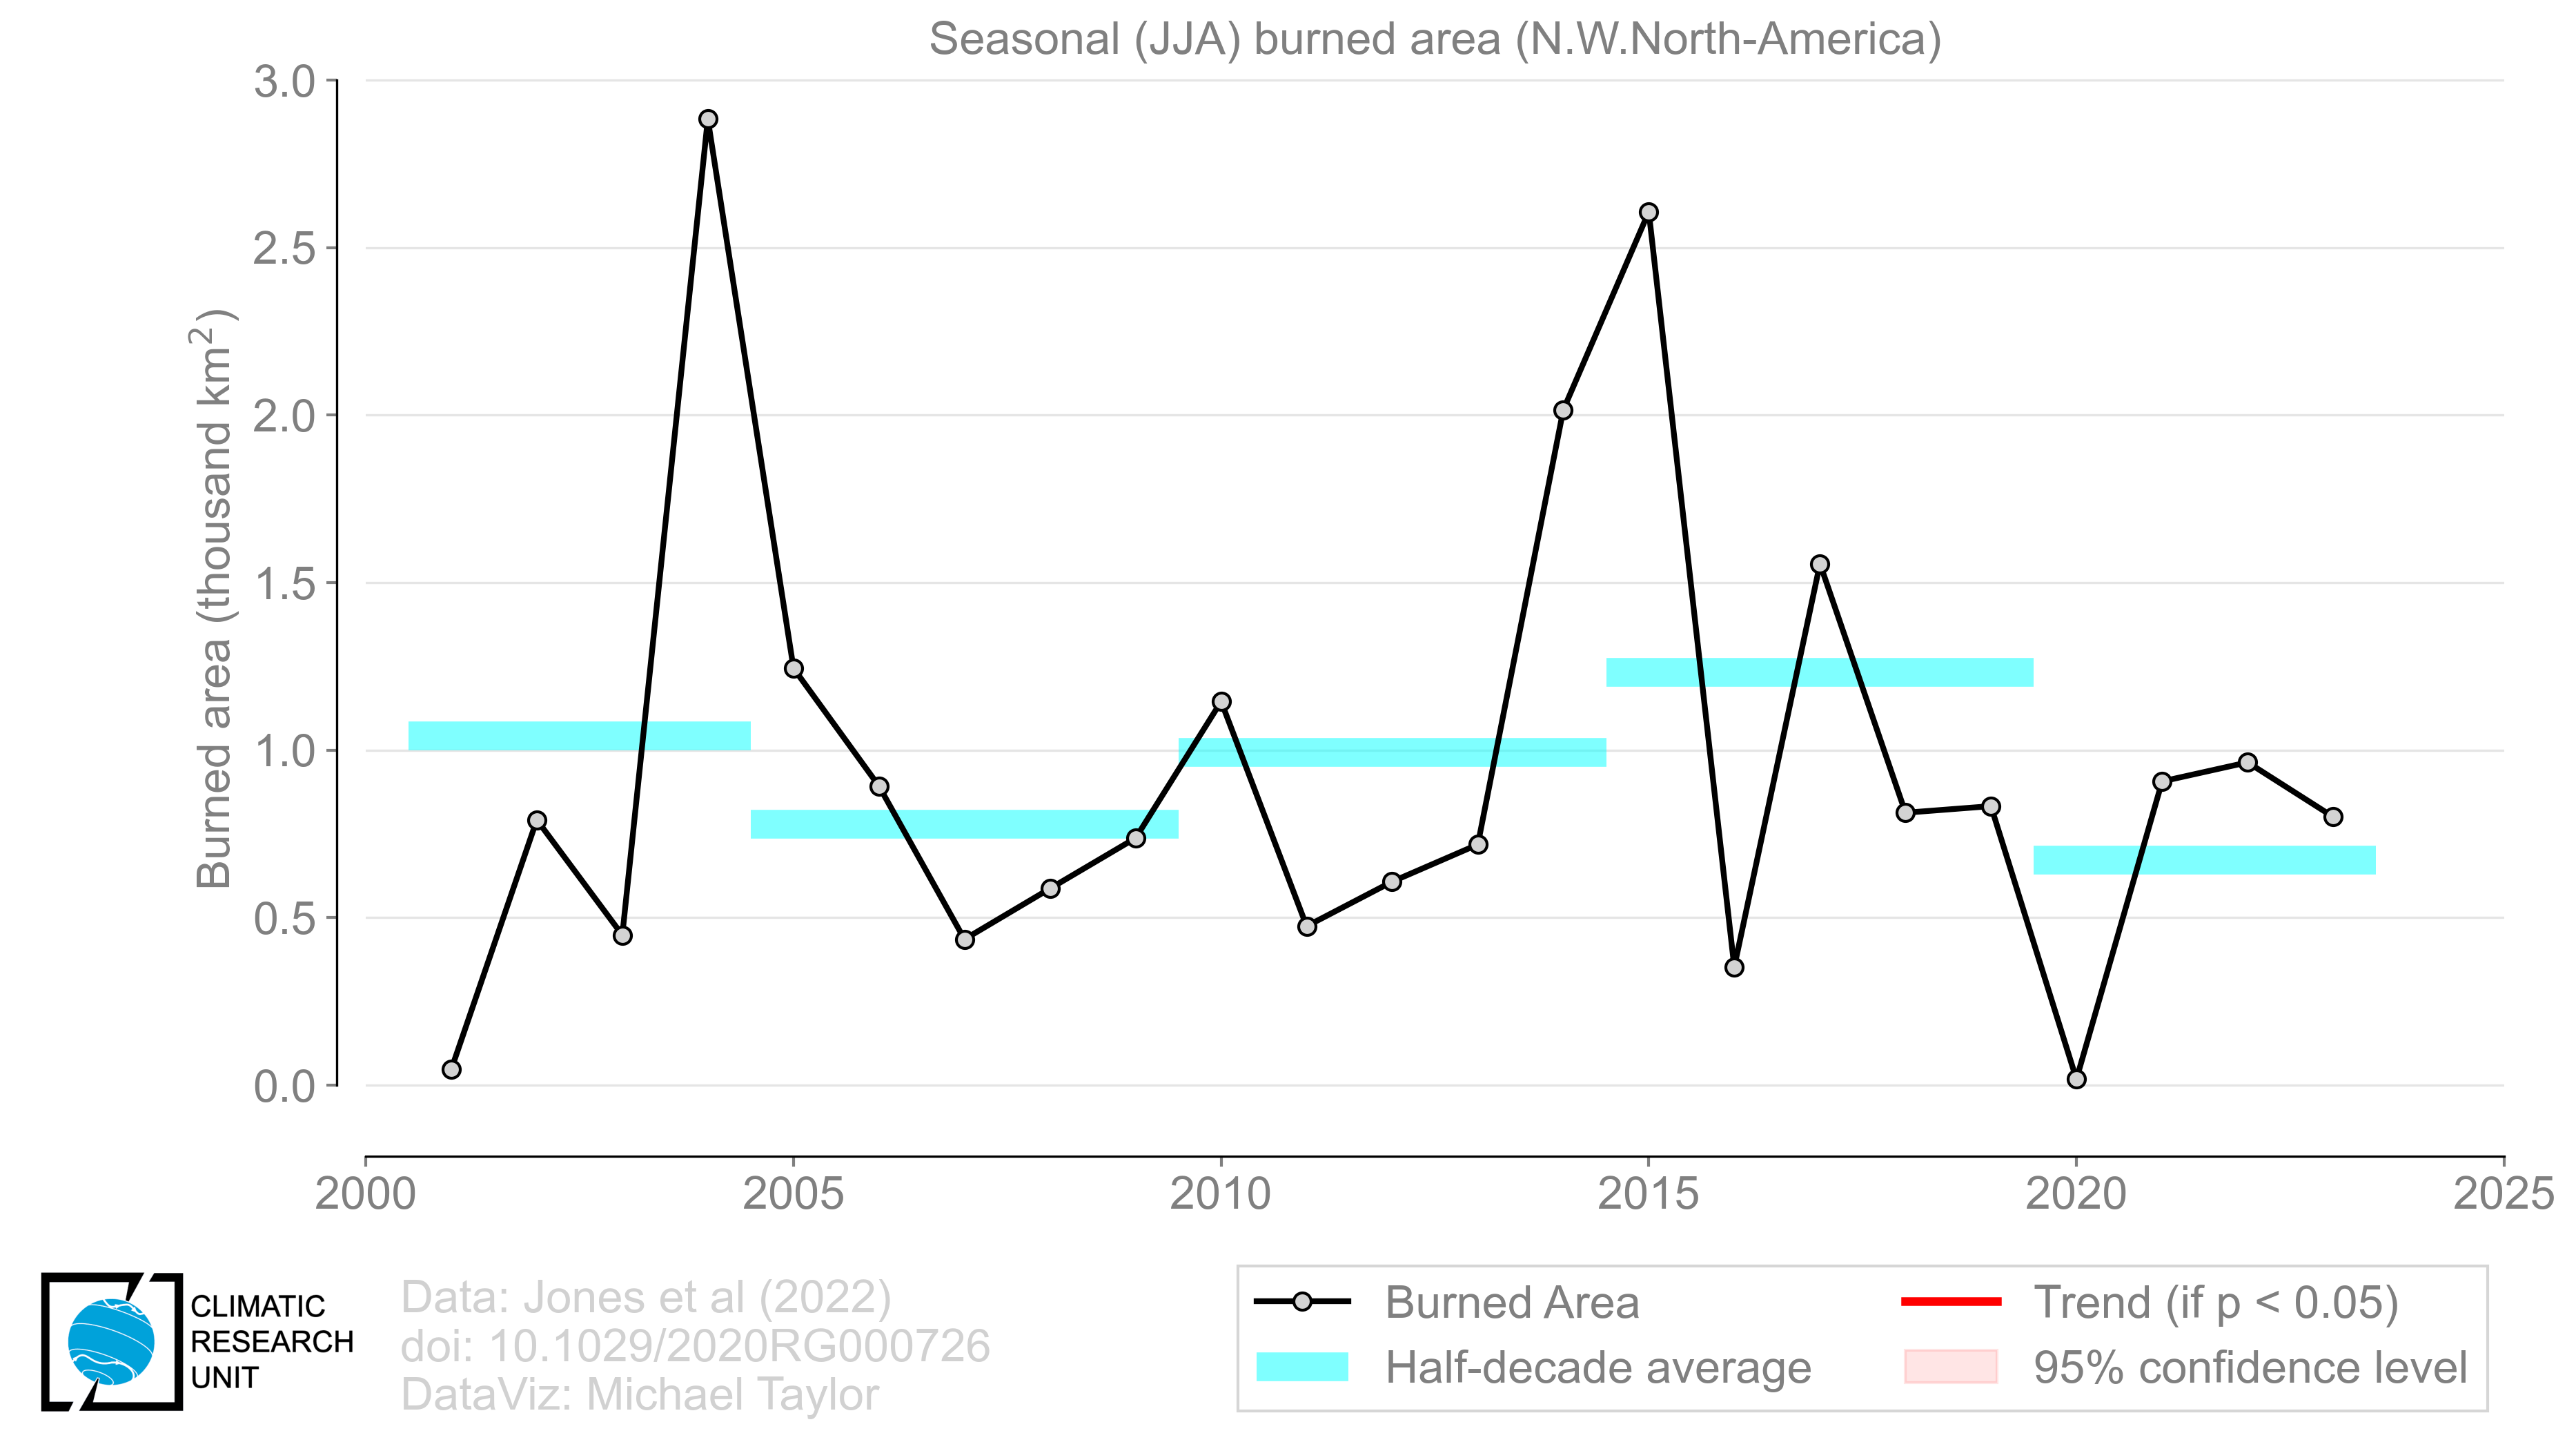 Seasonal (JJA) burned area (N.W.North-America)
Burned area (thousand km²)
3.0
2.5
2.0
1.5
1.0
0.5
0.0
2000 2005 2010 2015 2020 2025
CLIMATIC
RESEARCH
UNIT
Data: Jones et al (2022)
doi: 10.1029/2020RG000726
DataViz: Michael Taylor
Burned Area
Half-decade average
Trend (if p < 0.05)
95% confidence level